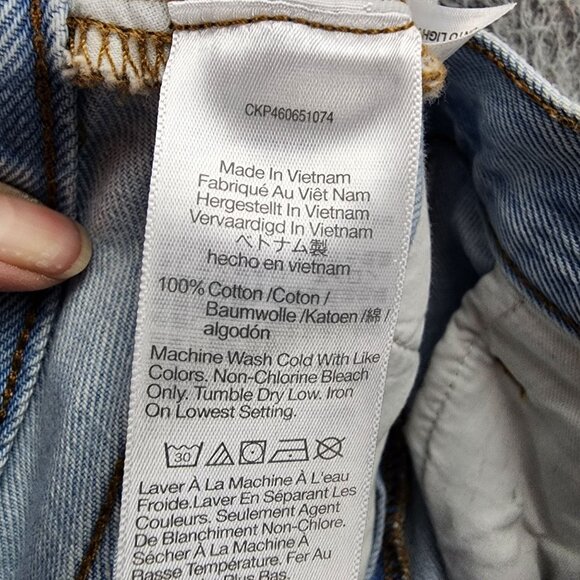 CKP460651074
Made In Vietnam
Fabriqué Au Viêt Nam
Hergestellt In Vietnam
Vervaardigd In Vietnam
ベトナム製
hecho en vietnam
100% Cotton /Coton /
Baumwolle /Katoen /綿 /
algodón
Machine Wash Cold With Like
Colors. Non-Chlorine Bleach
Only. Tumble Dry Low. Iron
On Lowest Setting.
30
Laver À La Machine À L'eau
Froide.Laver En Séparant Les
Couleurs. Seulement Agent
De Blanchiment Non-Chlore.
Sécher À La Machine À
Basse Température. Fer Au
Plus Bas.